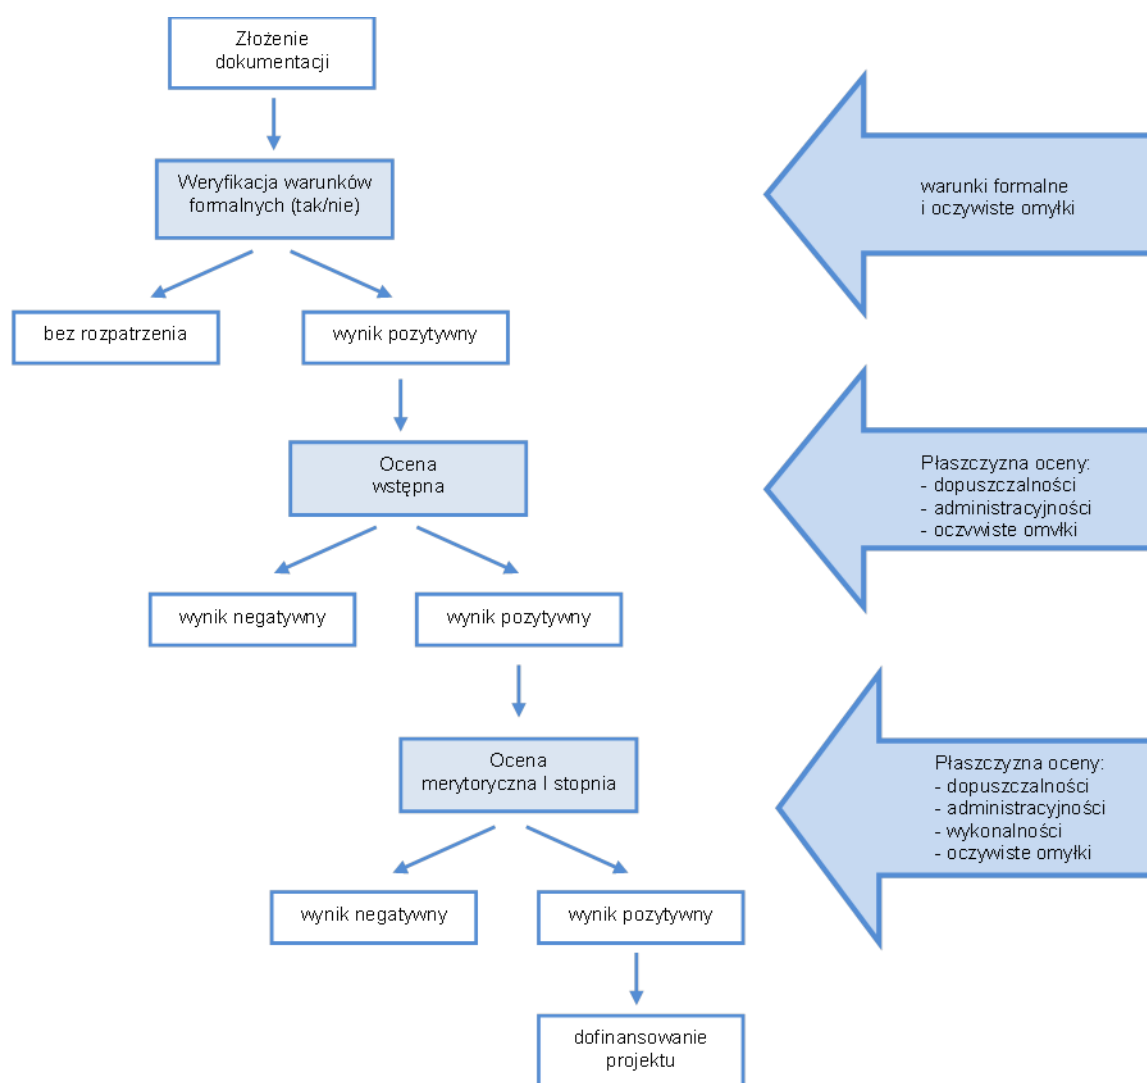 Złożenie
dokumentacji
Weryfikacja warunków
formalnych (tak/nie)
warunki formalne
i oczywiste omyłki
bez rozpatrzenia
wynik pozytywny
Ocena
wstępna
Płaszczyzna oceny:
- dopuszczalności
- administracyjności
- oczywiste omyłki
wynik negatywny
wynik pozytywny
Ocena
merytoryczna I stopnia
Płaszczyzna oceny:
- dopuszczalności
- administracyjności
- wykonalności
- oczywiste omyłki
wynik negatywny
wynik pozytywny
dofinansowanie
projektu